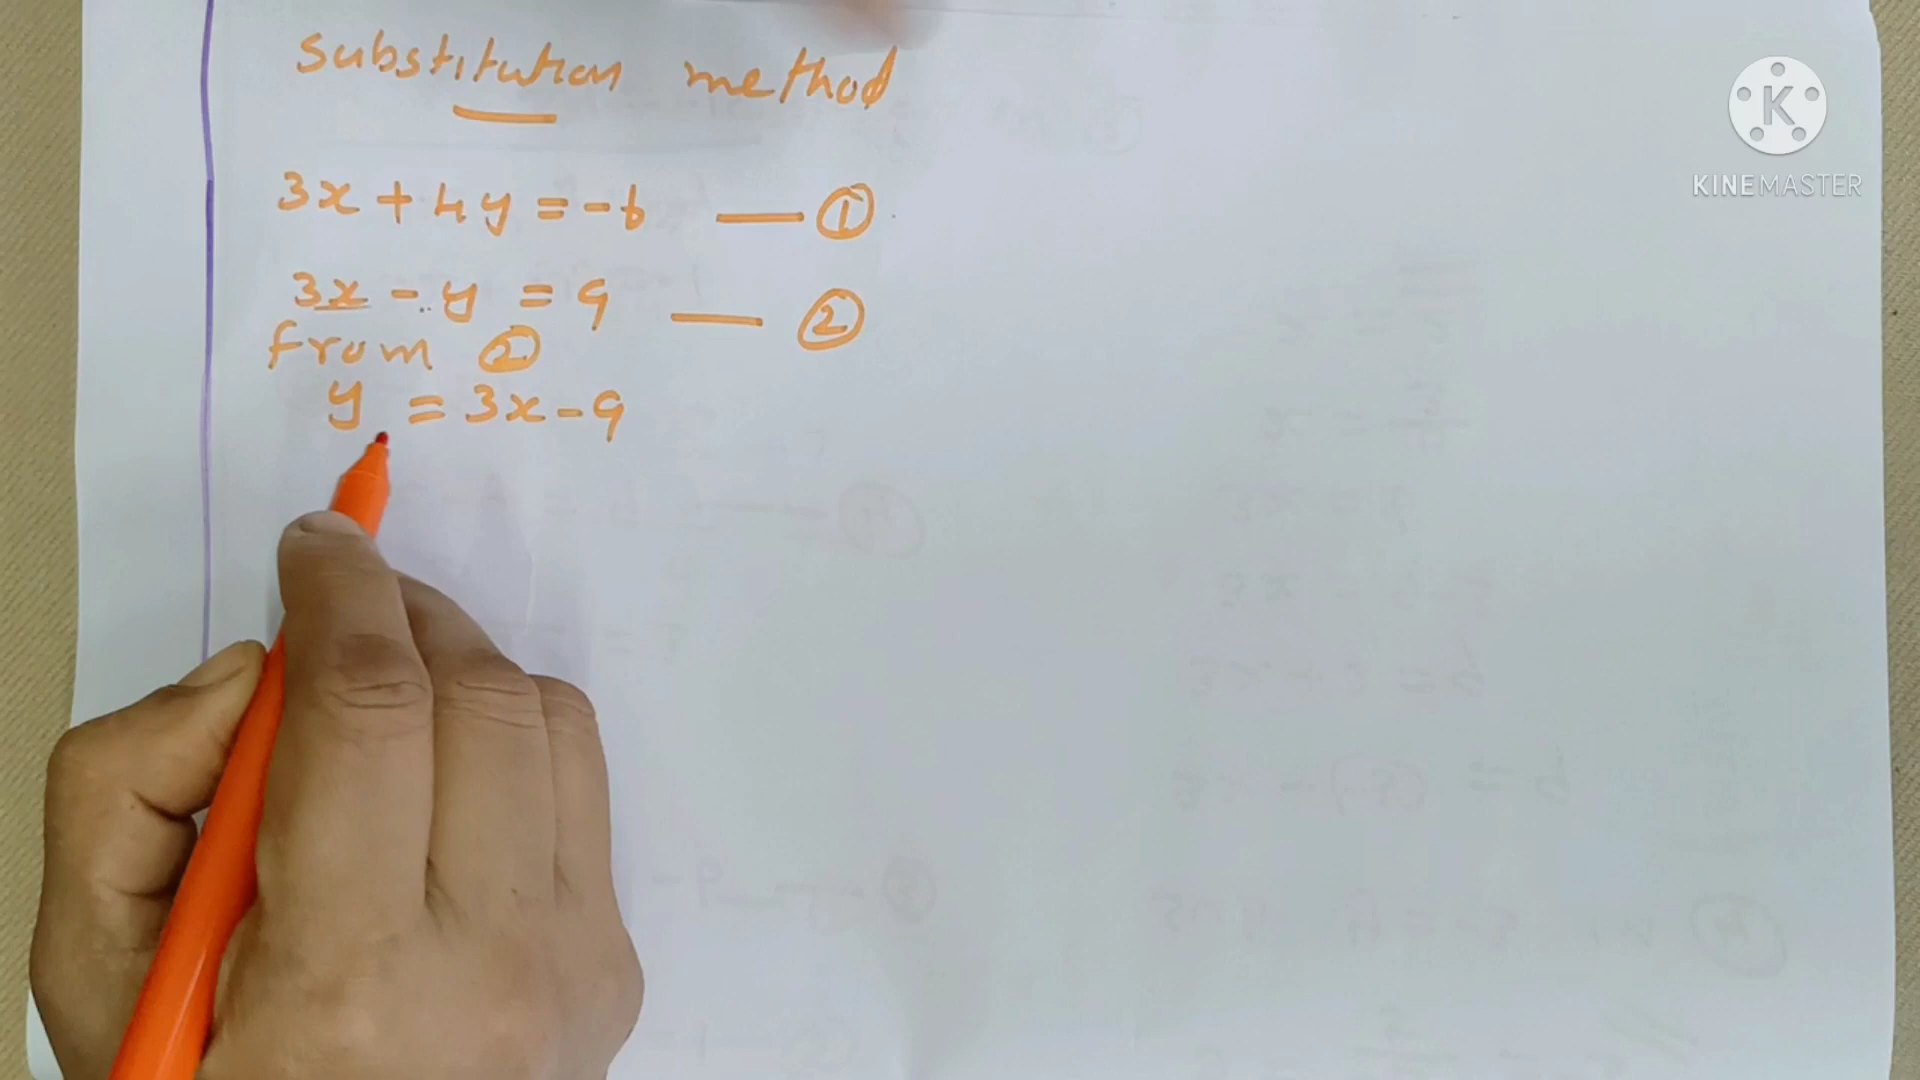 substitution method
3x + 4y = -6 — ①
3x - y = 9 — ②
from ②
y = 3x - 9
K
KINEMASTER